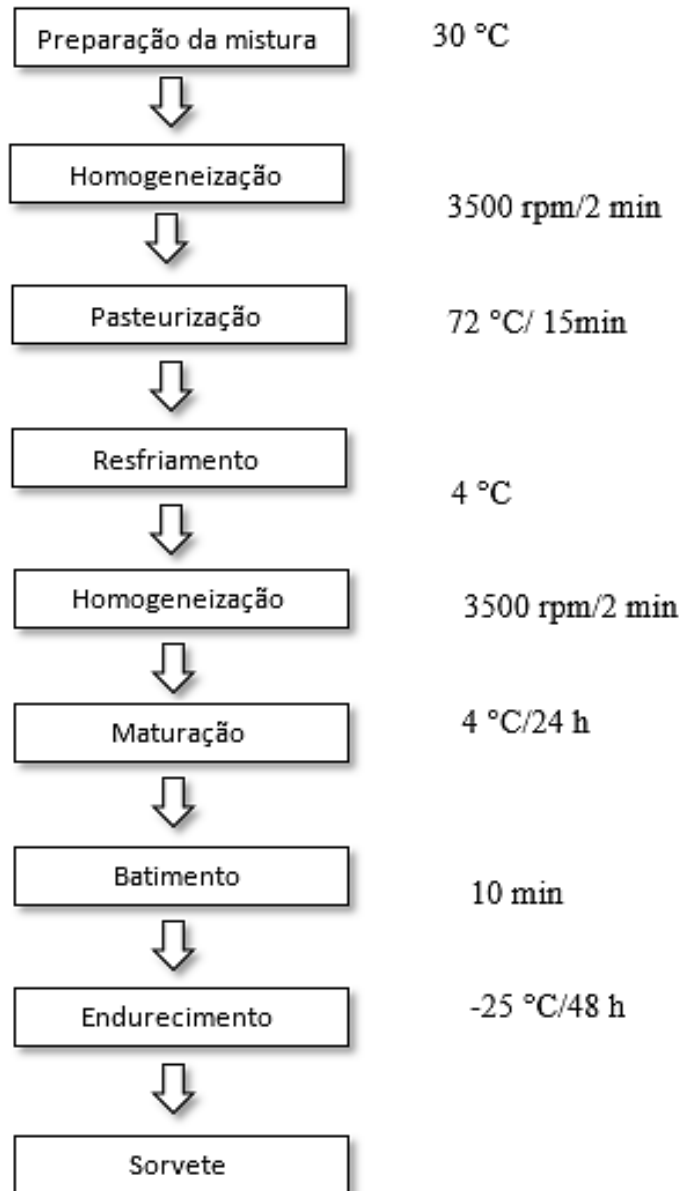 Preparação da mistura
30 °C
Homogeneização
3500 rpm/2 min
Pasteurização
72 °C/ 15min
Resfriamento
4 °C
Homogeneização
3500 rpm/2 min
Maturação
4 °C/24 h
Batimento
10 min
Endurecimento
-25 °C/48 h
Sorvete